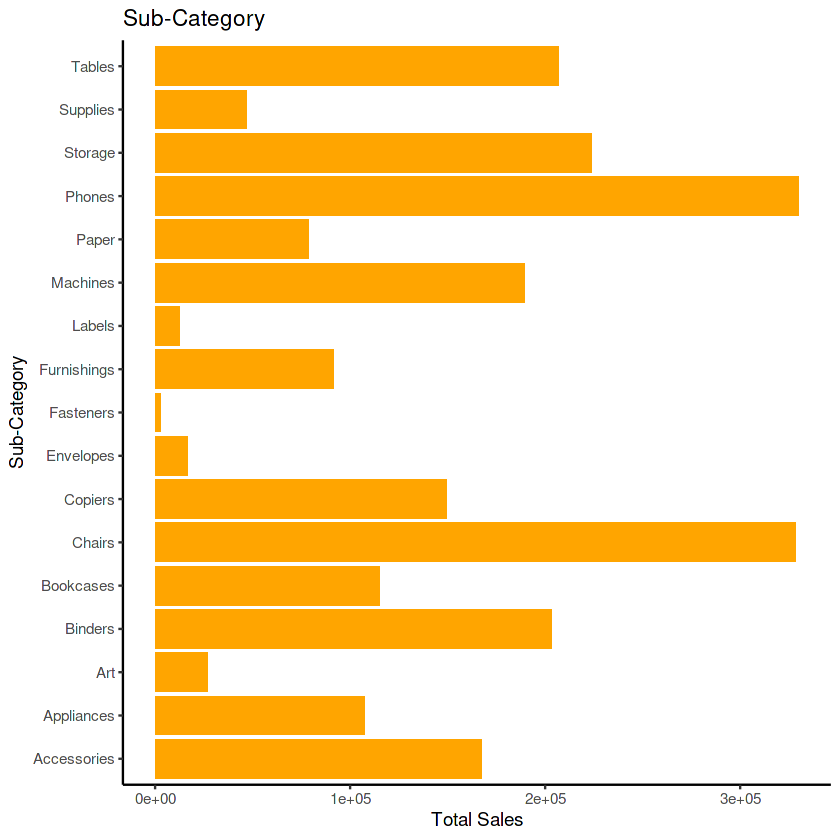 Sub-Category
Tables
Supplies
Storage
Phones
Paper
Machines
Labels
Furnishings
Fasteners
Envelopes
Copiers
Chairs
Bookcases
Binders
Art
Appliances
Accessories
Sub-Category
0e+00 1e+05 2e+05 3e+05
Total Sales